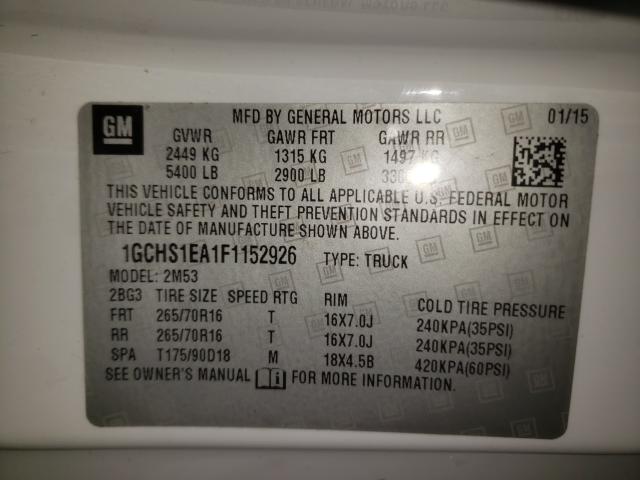 GM
MFD BY GENERAL MOTORS LLC 01/15
GVWR GAWR FRT GAWR RR
2449 KG 1315 KG 1497 KG
5400 LB 2900 LB
THIS VEHICLE CONFORMS TO ALL APPLICABLE U.S. FEDERAL MOTOR
VEHICLE SAFETY AND THEFT PREVENTION STANDARDS IN EFFECT ON
THE DATE OF MANUFACTURE SHOWN ABOVE.
1GCHS1EA1F1152926 TYPE: TRUCK
MODEL: 2M53
2BG3 TIRE SIZE SPEED RTG RIM COLD TIRE PRESSURE
FRT 265/70R16 T 16X7.0J 240KPA(35PSI)
RR 265/70R16 T 16X7.0J 240KPA(35PSI)
SPA T175/90D18 M 18X4.5B 420KPA(60PSI)
SEE OWNER'S MANUAL FOR MORE INFORMATION.